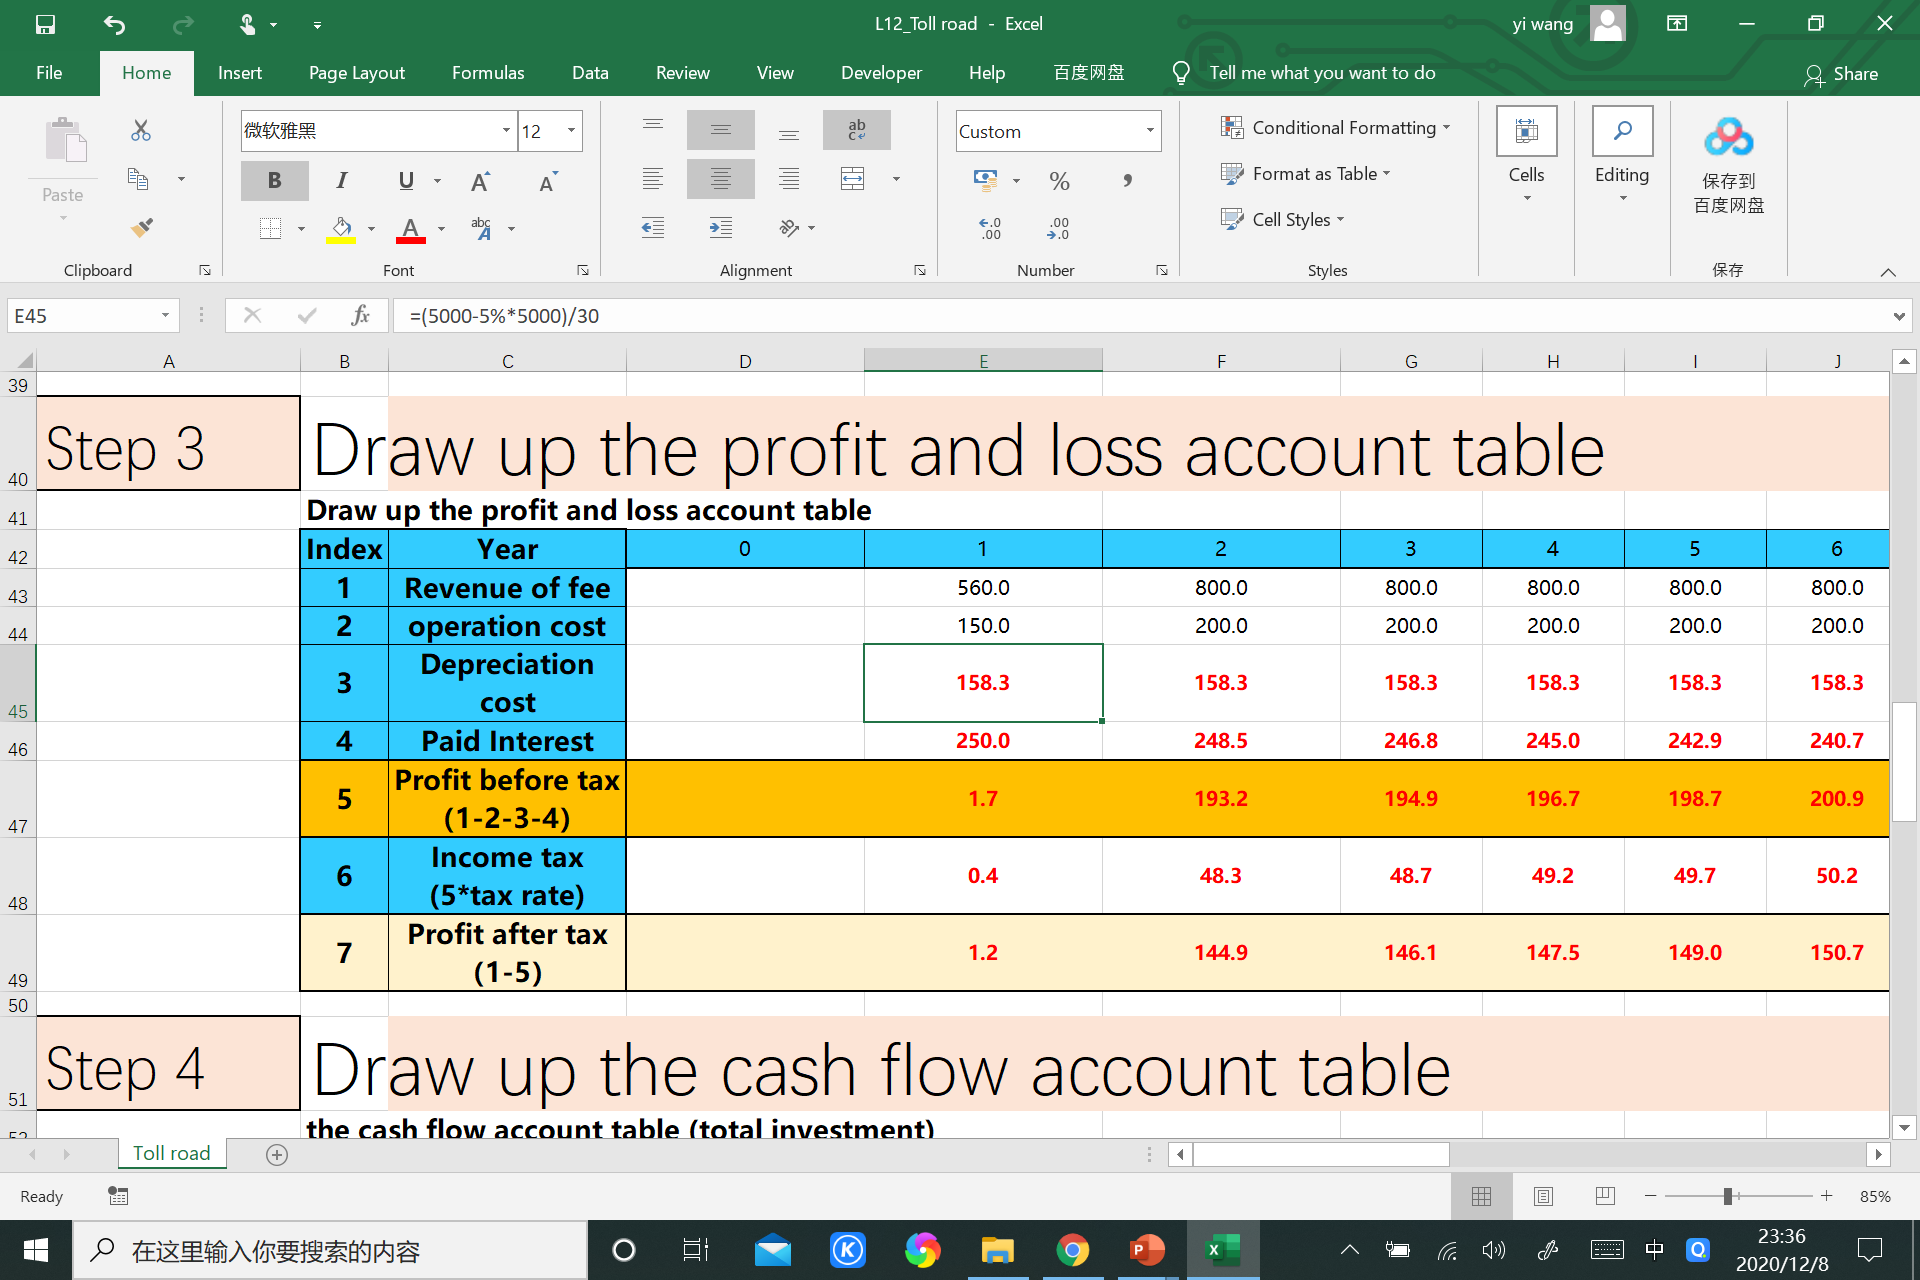 L12_Toll road - Excel
yi wang
File Home Insert Page Layout Formulas Data Review View Developer Help 百度网盘 Tell me what you want to do Share
Paste
Clipboard
微软雅黑 12
B I U A A
A abc A
Font
ab c
Alignment
Custom
% ,
.0 .00 .00 .0
Number
Conditional Formatting
Format as Table
Cell Styles
Styles
Cells
Editing
保存到
百度网盘
保存
E45 fx =(5000-5%*5000)/30
A B C D E F G H I J
39
40 Step 3 Draw up the profit and loss account table
41 Draw up the profit and loss account table
42 Index Year 0 1 2 3 4 5 6
43 1 Revenue of fee 560.0 800.0 800.0 800.0 800.0 800.0
44 2 operation cost 150.0 200.0 200.0 200.0 200.0 200.0
45 3 Depreciation cost 158.3 158.3 158.3 158.3 158.3 158.3
46 4 Paid Interest 250.0 248.5 246.8 245.0 242.9 240.7
47 5 Profit before tax (1-2-3-4) 1.7 193.2 194.9 196.7 198.7 200.9
48 6 Income tax (5*tax rate) 0.4 48.3 48.7 49.2 49.7 50.2
49 7 Profit after tax (1-5) 1.2 144.9 146.1 147.5 149.0 150.7
50
51 Step 4 Draw up the cash flow account table
52 the cash flow account table (total investment)
Toll road
Ready
85%
在这里输入你要搜索的内容
K
P
X
中
Q
23:36
2020/12/8